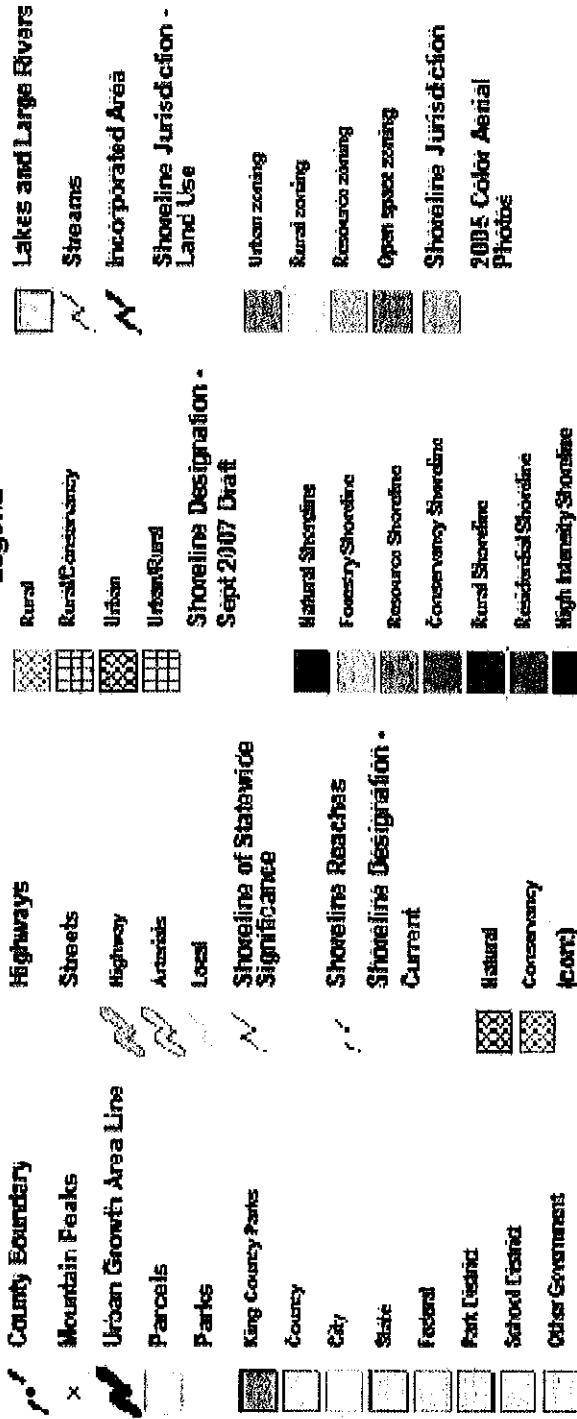 County Boundary
Mountain Peaks
Urban Growth Area Line
Parcels
Parks
King County Parks
County
City
State
Federal
Park District
School District
Other Government
Highways
Streets
Highway
Arterials
Local
Shoreline of Statewide
Significance
Shoreline Reaches
Shoreline Designation -
Current
Natural
Conservancy
(cont)
Rural
Rural/Conservancy
Urban
Urban/Rural
Shoreline Designation -
Sept 2007 Draft
Natural Shoreline
Forestry Shoreline
Resource Shoreline
Conservancy Shoreline
Rural Shoreline
Residential Shoreline
High Intensity Shoreline
Lakes and Large Rivers
Streams
Incorporated Area
Shoreline Jurisdiction -
Land Use
Urban zoning
Rural zoning
Resource zoning
Open space zoning
Shoreline Jurisdiction
2005 Color Aerial
Photos